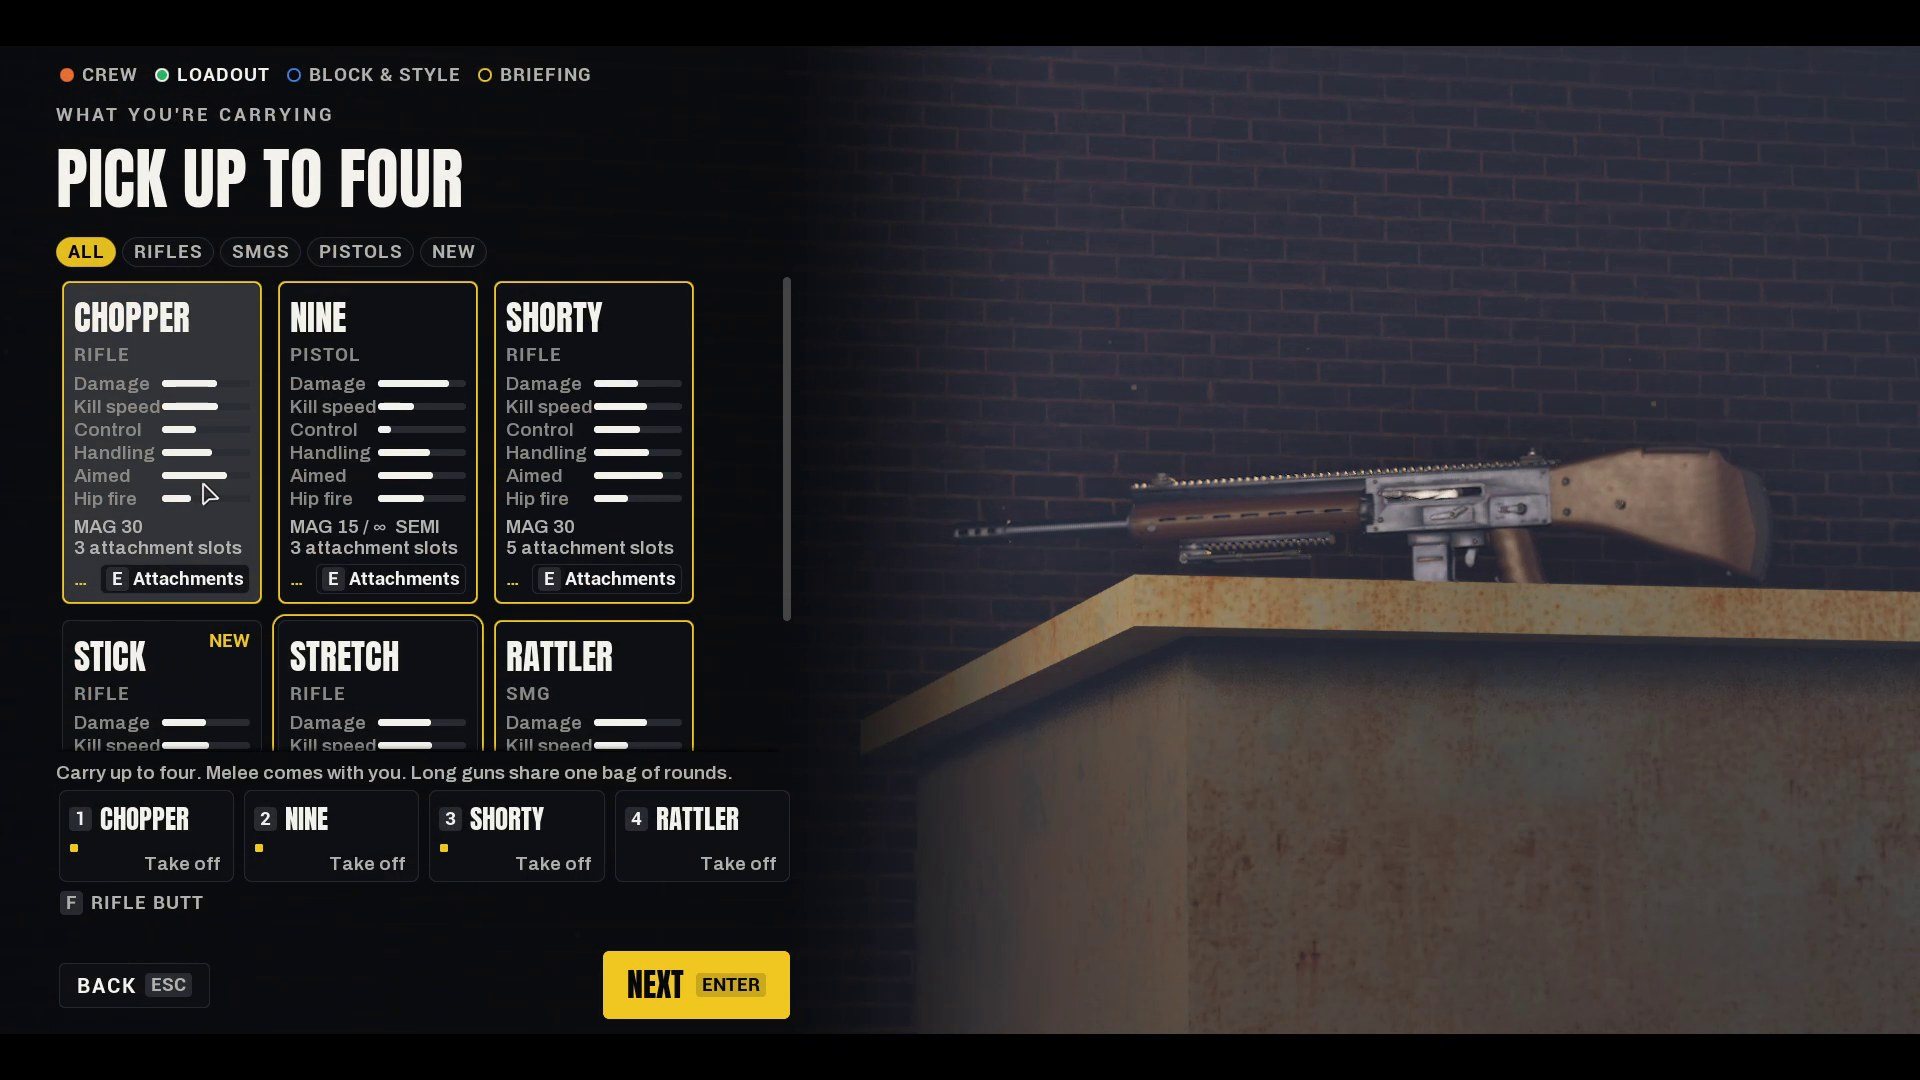 CREW LOADOUT BLOCK & STYLE BRIEFING
WHAT YOU'RE CARRYING
PICK UP TO FOUR
ALL RIFLES SMGS PISTOLS NEW
CHOPPER
RIFLE
Damage
Kill speed
Control
Handling
Aimed
Hip fire
MAG 30
3 attachment slots
... E Attachments
NINE
PISTOL
Damage
Kill speed
Control
Handling
Aimed
Hip fire
MAG 15 / ∞ SEMI
3 attachment slots
... E Attachments
SHORTY
RIFLE
Damage
Kill speed
Control
Handling
Aimed
Hip fire
MAG 30
5 attachment slots
... E Attachments
STICK NEW
RIFLE
Damage
Kill speed
STRETCH
RIFLE
Damage
Kill speed
RATTLER
SMG
Damage
Kill speed
Carry up to four. Melee comes with you. Long guns share one bag of rounds.
1 CHOPPER
Take off
2 NINE
Take off
3 SHORTY
Take off
4 RATTLER
Take off
F RIFLE BUTT
BACK ESC
NEXT ENTER